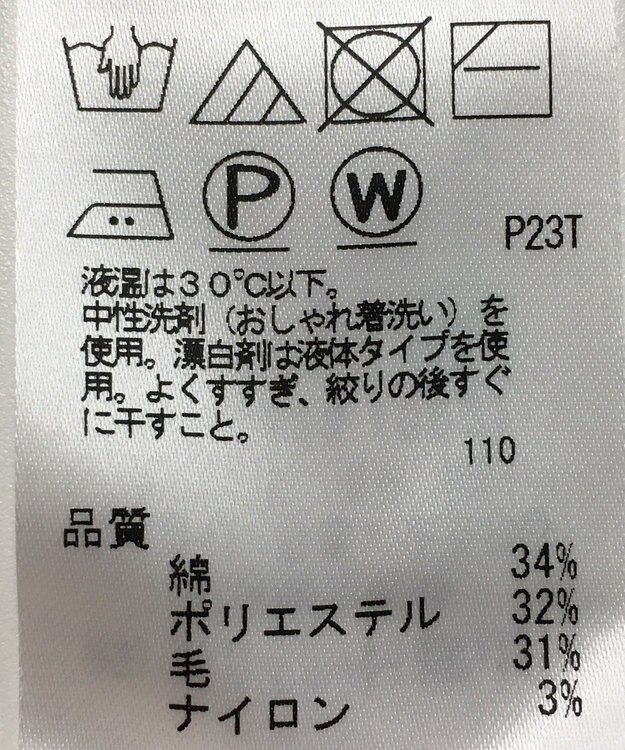 P W
P23T
液温は30℃以下。
中性洗剤（おしゃれ着洗い）を
使用。漂白剤は液体タイプを使
用。よくすすぎ、絞りの後すぐ
に干すこと。
110
品質
綿 34%
ポリエステル 32%
毛 31%
ナイロン 3%